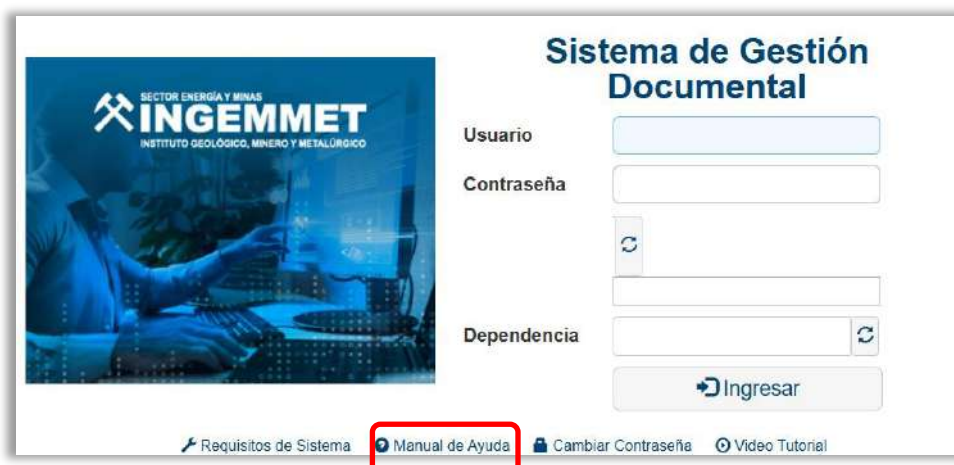 SECTOR ENERGÍA Y MINAS
INGEMMET
INSTITUTO GEOLÓGICO, MINERO Y METALÚRGICO
Sistema de Gestión
Documental
Usuario
Contraseña
Dependencia
Ingresar
Requisitos de Sistema Manual de Ayuda Cambiar Contraseña Video Tutorial